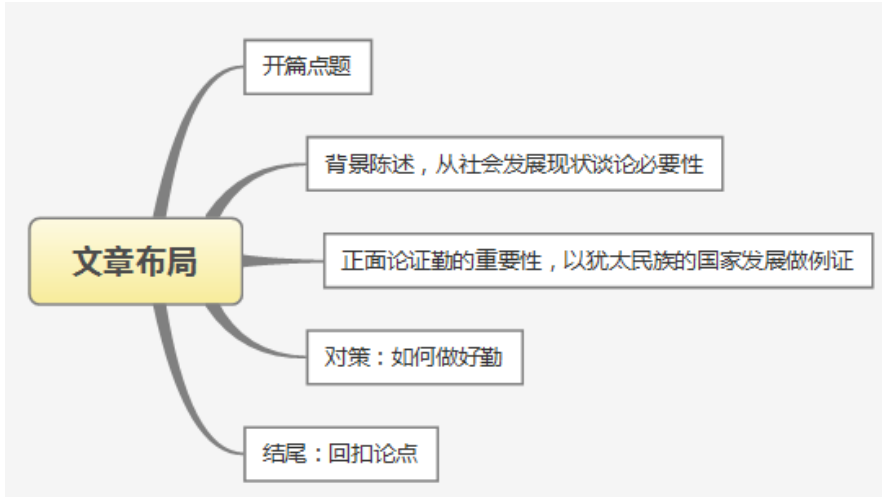 开篇点题
背景陈述，从社会发展现状谈论必要性
文章布局
正面论证勤的重要性，以犹太民族的国家发展做例证
对策：如何做好勤
结尾：回扣论点